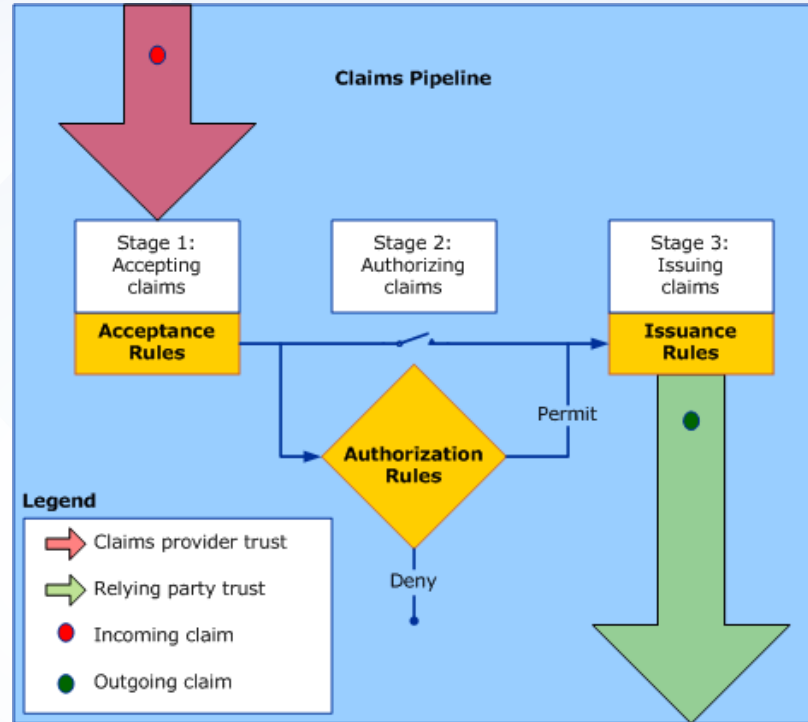 Claims Pipeline
Stage 1:
Accepting
claims
Stage 2:
Authorizing
claims
Stage 3:
Issuing
claims
Acceptance
Rules
Issuance
Rules
Permit
Authorization
Rules
Deny
Legend
Claims provider trust
Relying party trust
Incoming claim
Outgoing claim